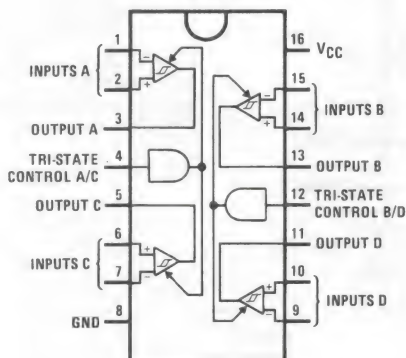 1
INPUTS A
2
OUTPUT A 3
TRI-STATE
CONTROL A/C 4
OUTPUT C 5
6
INPUTS C
7
GND 8
16 VCC
15
INPUTS B
14
13 OUTPUT B
12 TRI-STATE
CONTROL B/D
11 OUTPUT D
10
INPUTS D
9
− +
− +
+ −
+ −